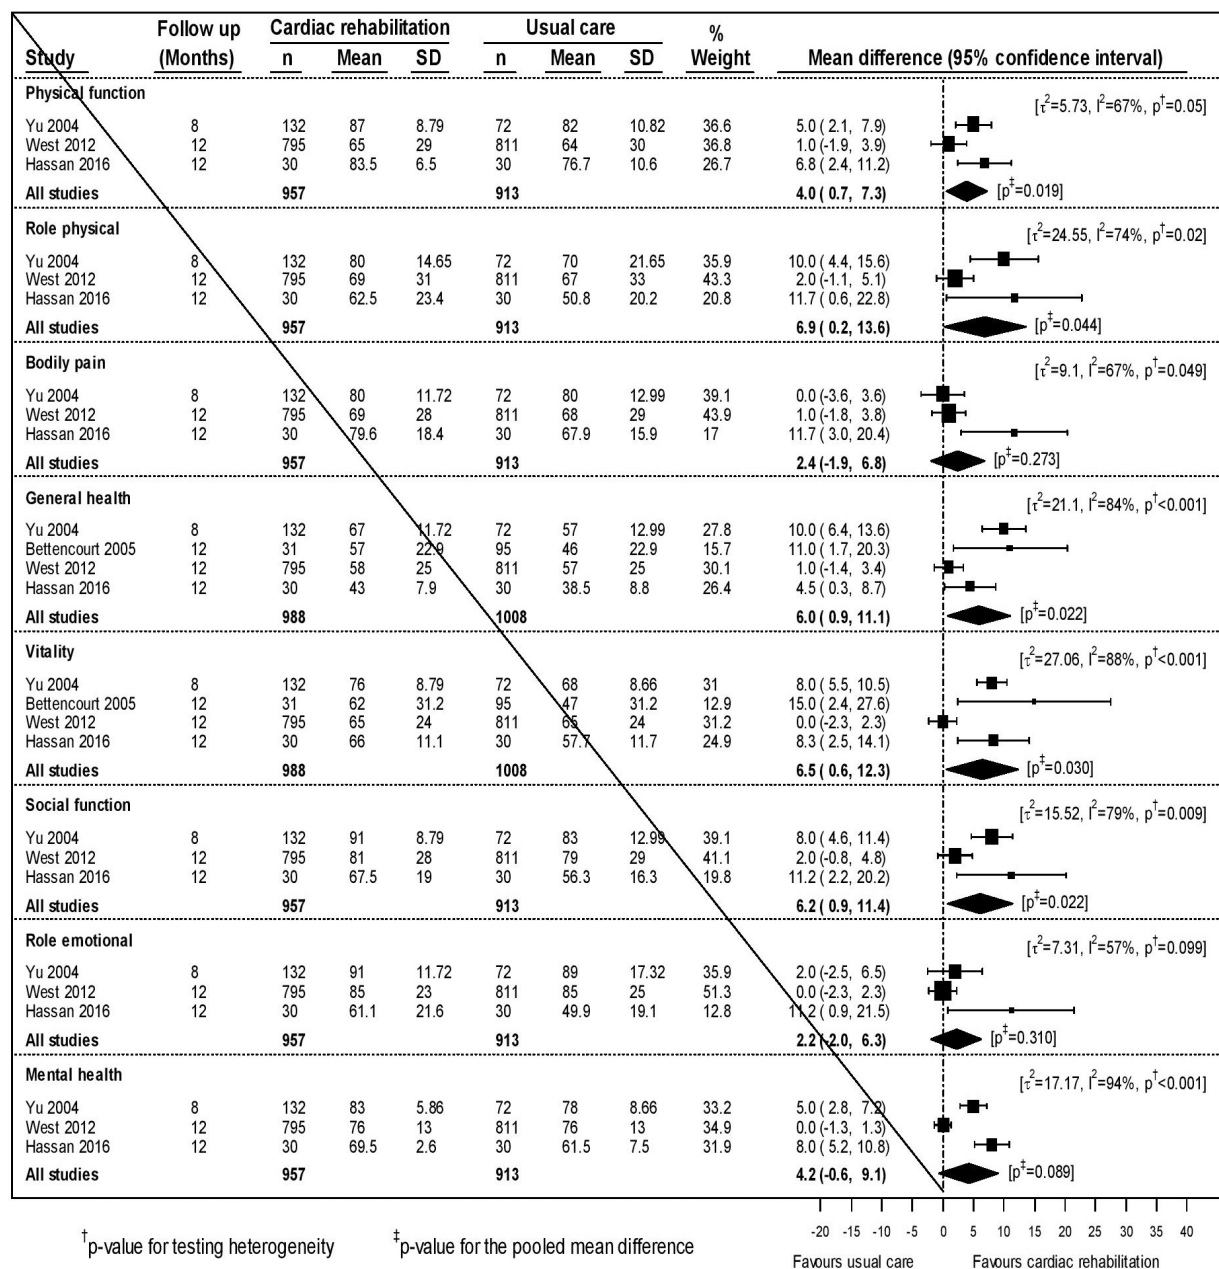 Follow up Cardiac rehabilitation Usual care %
Study (Months) n Mean SD n Mean SD Weight Mean difference (95% confidence interval)
Physical function [τ²=5.73, I²=67%, p†=0.05]
Yu 2004 8 132 87 8.79 72 82 10.82 36.6 5.0 ( 2.1, 7.9)
West 2012 12 795 65 29 811 64 30 36.8 1.0 (-1.9, 3.9)
Hassan 2016 12 30 83.5 6.5 30 76.7 10.6 26.7 6.8 ( 2.4, 11.2)
All studies 957 913 4.0 ( 0.7, 7.3) [p‡=0.019]
Role physical [τ²=24.55, I²=74%, p†=0.02]
Yu 2004 8 132 80 14.65 72 70 21.65 35.9 10.0 ( 4.4, 15.6)
West 2012 12 795 69 31 811 67 33 43.3 2.0 (-1.1, 5.1)
Hassan 2016 12 30 62.5 23.4 30 50.8 20.2 20.8 11.7 ( 0.6, 22.8)
All studies 957 913 6.9 ( 0.2, 13.6) [p‡=0.044]
Bodily pain [τ²=9.1, I²=67%, p†=0.049]
Yu 2004 8 132 80 11.72 72 80 12.99 39.1 0.0 (-3.6, 3.6)
West 2012 12 795 69 28 811 68 29 43.9 1.0 (-1.8, 3.8)
Hassan 2016 12 30 79.6 18.4 30 67.9 15.9 17 11.7 ( 3.0, 20.4)
All studies 957 913 2.4 (-1.9, 6.8) [p‡=0.273]
General health [τ²=21.1, I²=84%, p†<0.001]
Yu 2004 8 132 67 11.72 72 57 12.99 27.8 10.0 ( 6.4, 13.6)
Bettencourt 2005 12 31 57 22.9 95 46 22.9 15.7 11.0 ( 1.7, 20.3)
West 2012 12 795 58 25 811 57 25 30.1 1.0 (-1.4, 3.4)
Hassan 2016 12 30 43 7.9 30 38.5 8.8 26.4 4.5 ( 0.3, 8.7)
All studies 988 1008 6.0 ( 0.9, 11.1) [p‡=0.022]
Vitality [τ²=27.06, I²=88%, p†<0.001]
Yu 2004 8 132 76 8.79 72 68 8.66 31 8.0 ( 5.5, 10.5)
Bettencourt 2005 12 31 62 31.2 95 47 31.2 12.9 15.0 ( 2.4, 27.6)
West 2012 12 795 65 24 811 65 24 31.2 0.0 (-2.3, 2.3)
Hassan 2016 12 30 66 11.1 30 57.7 11.7 24.9 8.3 ( 2.5, 14.1)
All studies 988 1008 6.5 ( 0.6, 12.3) [p‡=0.030]
Social function [τ²=15.52, I²=79%, p†=0.009]
Yu 2004 8 132 91 8.79 72 83 12.99 39.1 8.0 ( 4.6, 11.4)
West 2012 12 795 81 28 811 79 29 41.1 2.0 (-0.8, 4.8)
Hassan 2016 12 30 67.5 19 30 56.3 16.3 19.8 11.2 ( 2.2, 20.2)
All studies 957 913 6.2 ( 0.9, 11.4) [p‡=0.022]
Role emotional [τ²=7.31, I²=57%, p†=0.099]
Yu 2004 8 132 91 11.72 72 89 17.32 35.9 2.0 (-2.5, 6.5)
West 2012 12 795 85 23 811 85 25 51.3 0.0 (-2.3, 2.3)
Hassan 2016 12 30 61.1 21.6 30 49.9 19.1 12.8 11.2 ( 0.9, 21.5)
All studies 957 913 2.2 (-2.0, 6.3) [p‡=0.310]
Mental health [τ²=17.17, I²=94%, p†<0.001]
Yu 2004 8 132 83 5.86 72 78 8.66 33.2 5.0 ( 2.8, 7.2)
West 2012 12 795 76 13 811 76 13 34.9 0.0 (-1.3, 1.3)
Hassan 2016 12 30 69.5 2.6 30 61.5 7.5 31.9 8.0 ( 5.2, 10.8)
All studies 957 913 4.2 (-0.6, 9.1) [p‡=0.089]
-20 -15 -10 -5 0 5 10 15 20 25 30 35 40
†p-value for testing heterogeneity ‡p-value for the pooled mean difference
Favours usual care Favours cardiac rehabilitation